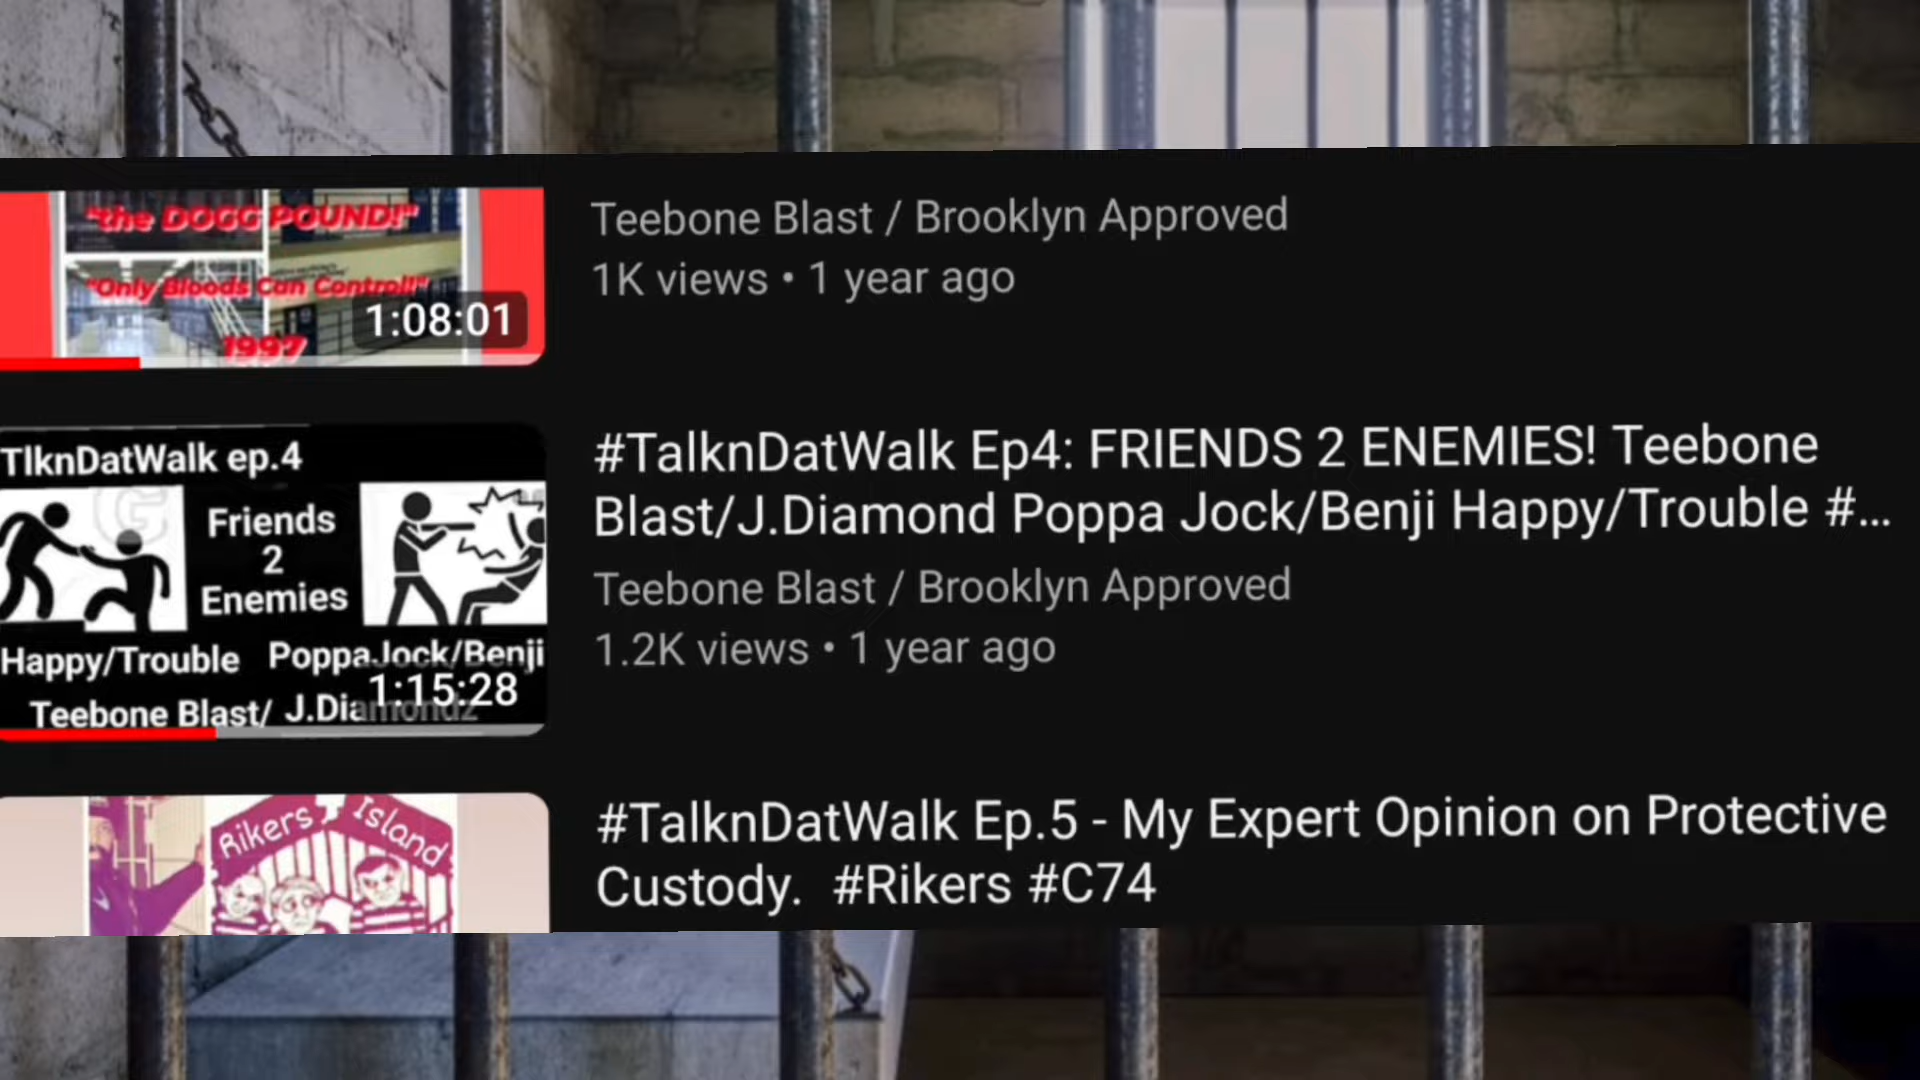 "the DOGG POUND!"
"Only Bloods Can Control!"
1997
1:08:01
Teebone Blast / Brooklyn Approved
1K views • 1 year ago
TlknDatWalk ep.4
Friends
2
Enemies
Happy/Trouble PoppaJock/Benji
Teebone Blast/ J.Diamondz
1:15:28
#TalknDatWalk Ep4: FRIENDS 2 ENEMIES! Teebone
Blast/J.Diamond Poppa Jock/Benji Happy/Trouble #...
Teebone Blast / Brooklyn Approved
1.2K views • 1 year ago
Rikers Island
#TalknDatWalk Ep.5 - My Expert Opinion on Protective
Custody. #Rikers #C74